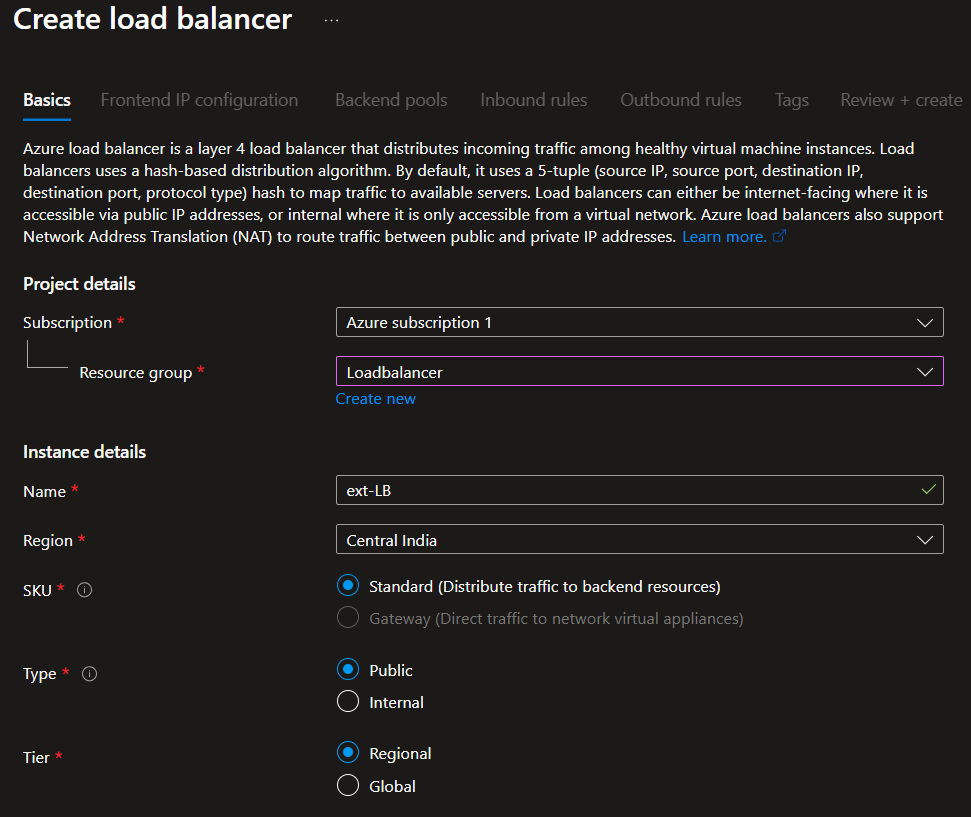 Create load balancer ...
Basics Frontend IP configuration Backend pools Inbound rules Outbound rules Tags Review + create
Azure load balancer is a layer 4 load balancer that distributes incoming traffic among healthy virtual machine instances. Load
balancers uses a hash-based distribution algorithm. By default, it uses a 5-tuple (source IP, source port, destination IP,
destination port, protocol type) hash to map traffic to available servers. Load balancers can either be internet-facing where it is
accessible via public IP addresses, or internal where it is only accessible from a virtual network. Azure load balancers also support
Network Address Translation (NAT) to route traffic between public and private IP addresses. Learn more.
Project details
Subscription * Azure subscription 1
Resource group * Loadbalancer
Create new
Instance details
Name * ext-LB
Region * Central India
SKU * Standard (Distribute traffic to backend resources)
Gateway (Direct traffic to network virtual appliances)
Type * Public
Internal
Tier * Regional
Global